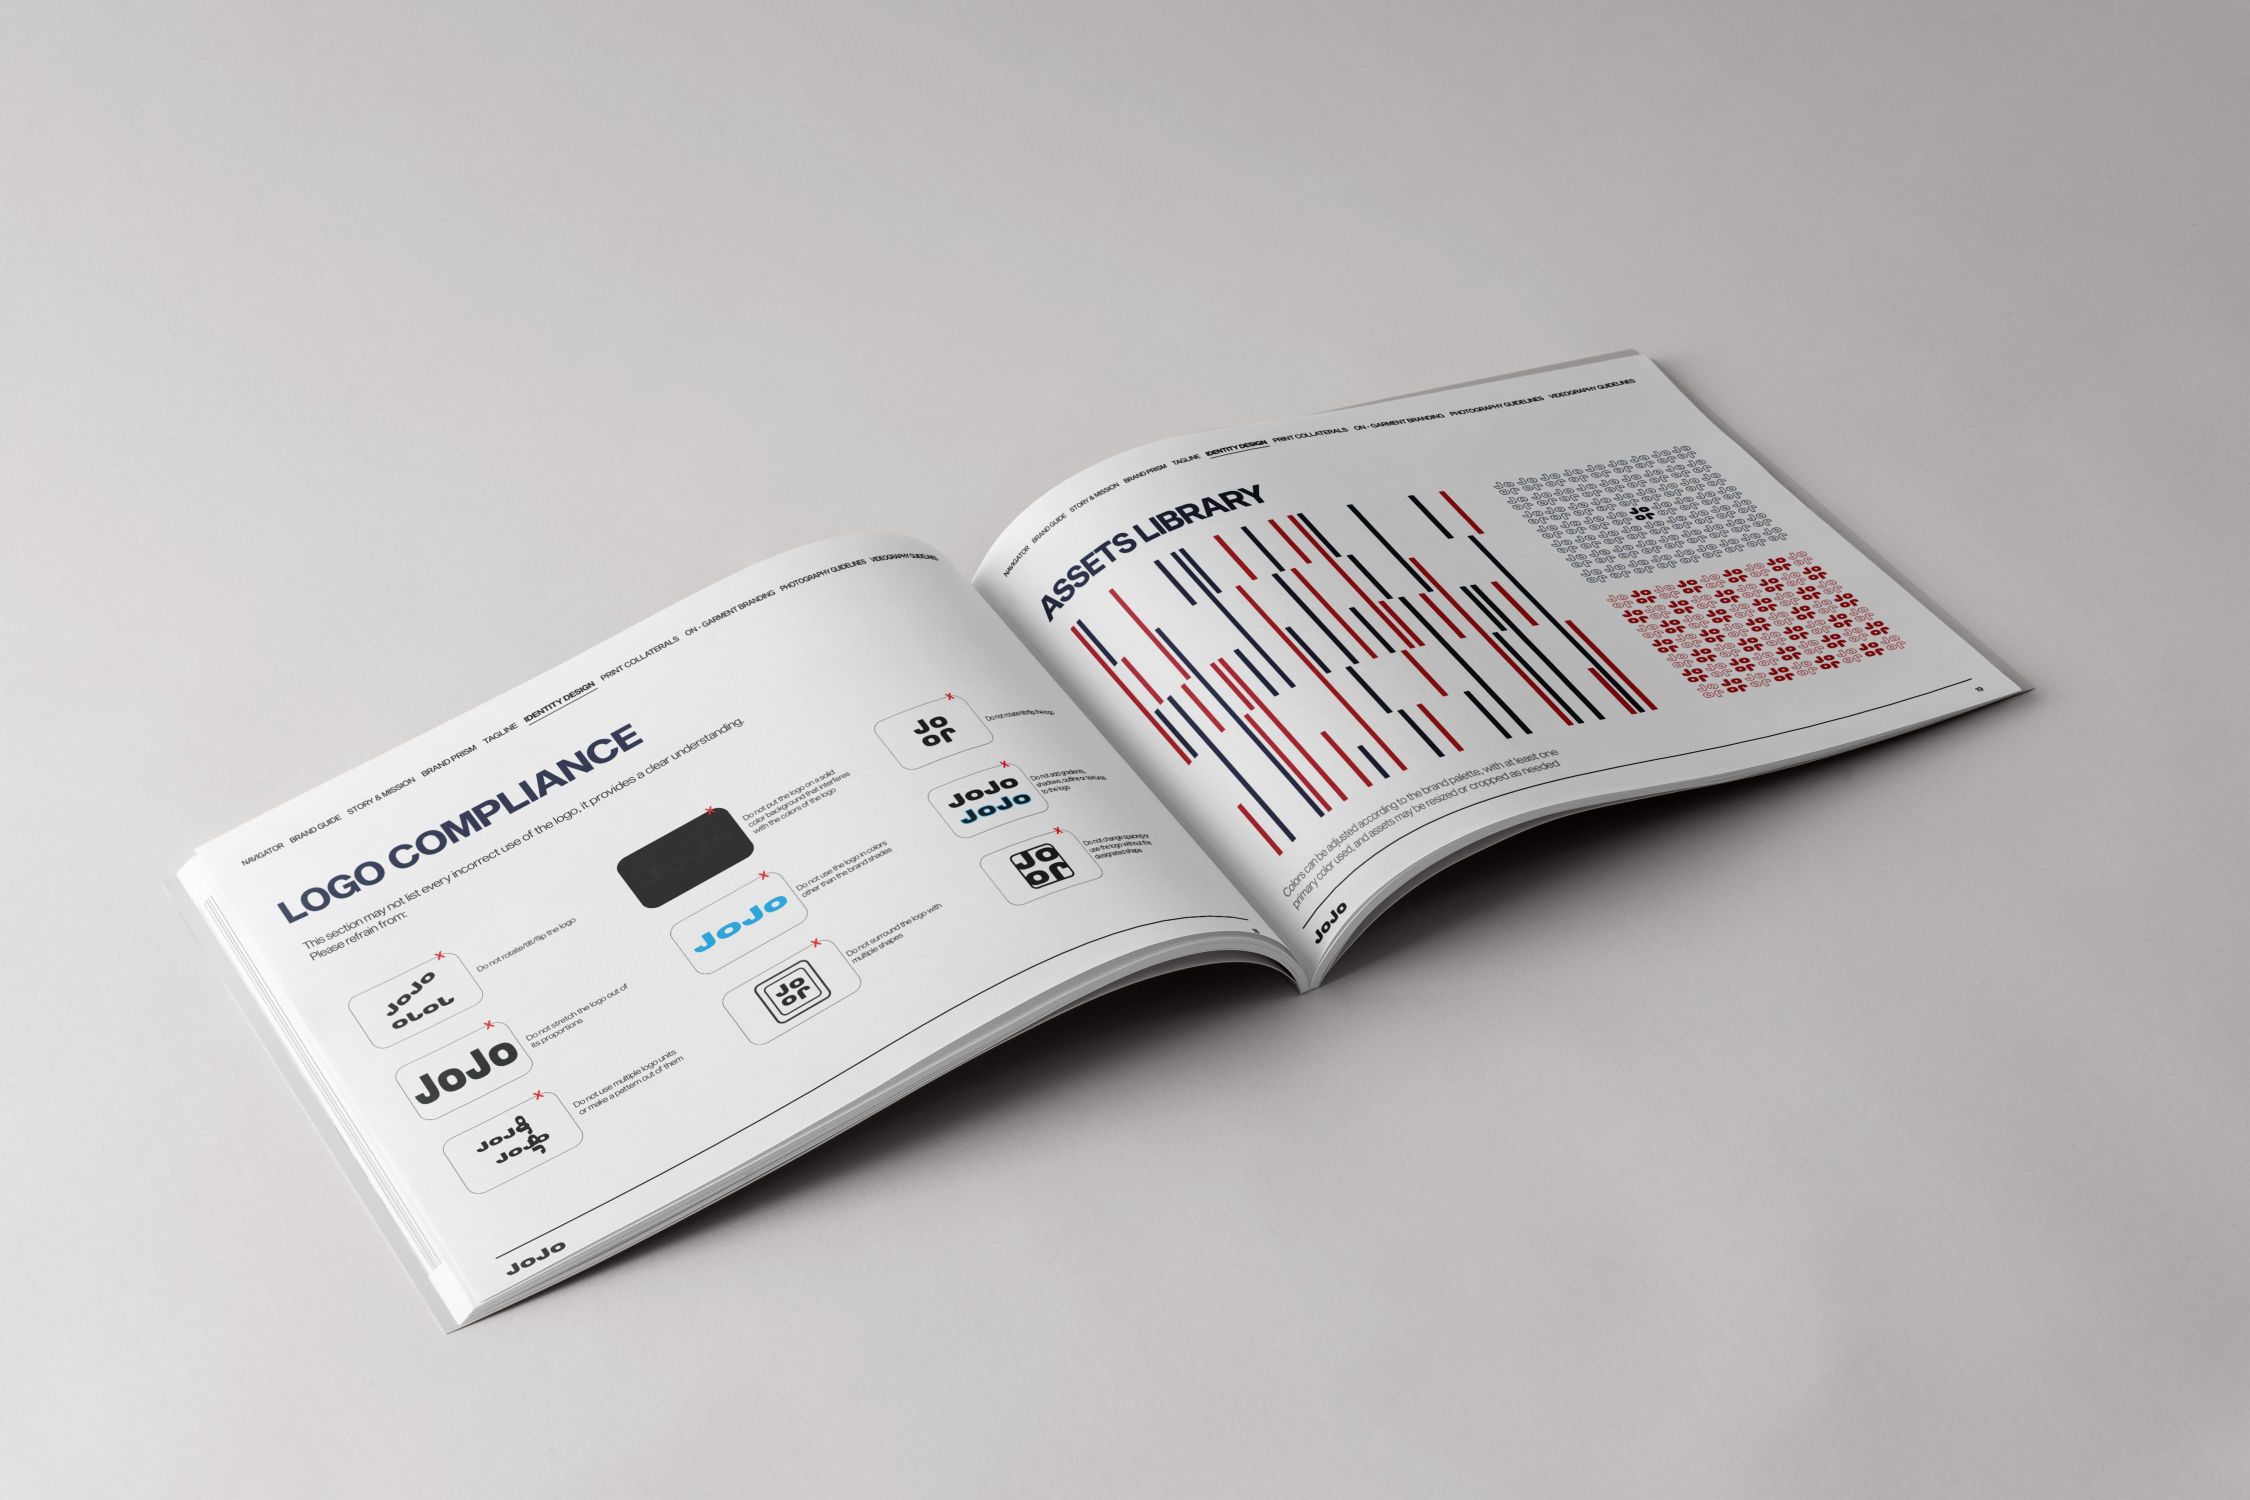 NAVIGATOR BRAND GUIDE STORY & MISSION BRAND PRISM TAGLINE IDENTITY DESIGN PRINT COLLATERALS ON - GARMENT BRANDING PHOTOGRAPHY GUIDELINES VIDEOGRAPHY GUIDELINES
LOGO COMPLIANCE
This section may not list every incorrect use of the logo, it provides a clear understanding.
Please refrain from:
X
JoJo
JoJo
Do not rotate/tilt/flip the logo
X
JoJo
Do not stretch the logo out of
its proportions
X
JoJo
JoJo
Do not use multiple logo units
or make a pattern out of them
X
Do not put the logo on a solid
color background that interferes
with the colors of the logo
X
JoJo
Do not use the logo in colors
other than the brand shades
X
Jo
Jo
Do not surround the logo with
multiple shapes
X
Jo
Jo
Do not rotate/tilt/flip the logo
X
JoJo
JoJo
Do not add gradients,
shadows, outline or textures
to the logo
X
Jo
Jo
Do not change spacing or
use the logo without the
designated shape
JoJo
18
NAVIGATOR BRAND GUIDE STORY & MISSION BRAND PRISM TAGLINE IDENTITY DESIGN PRINT COLLATERALS ON - GARMENT BRANDING PHOTOGRAPHY GUIDELINES VIDEOGRAPHY GUIDELINES
ASSETS LIBRARY
Colors can be adjusted according to the brand palette, with at least one
primary color used, and assets may be resized or cropped as needed
JoJo
19